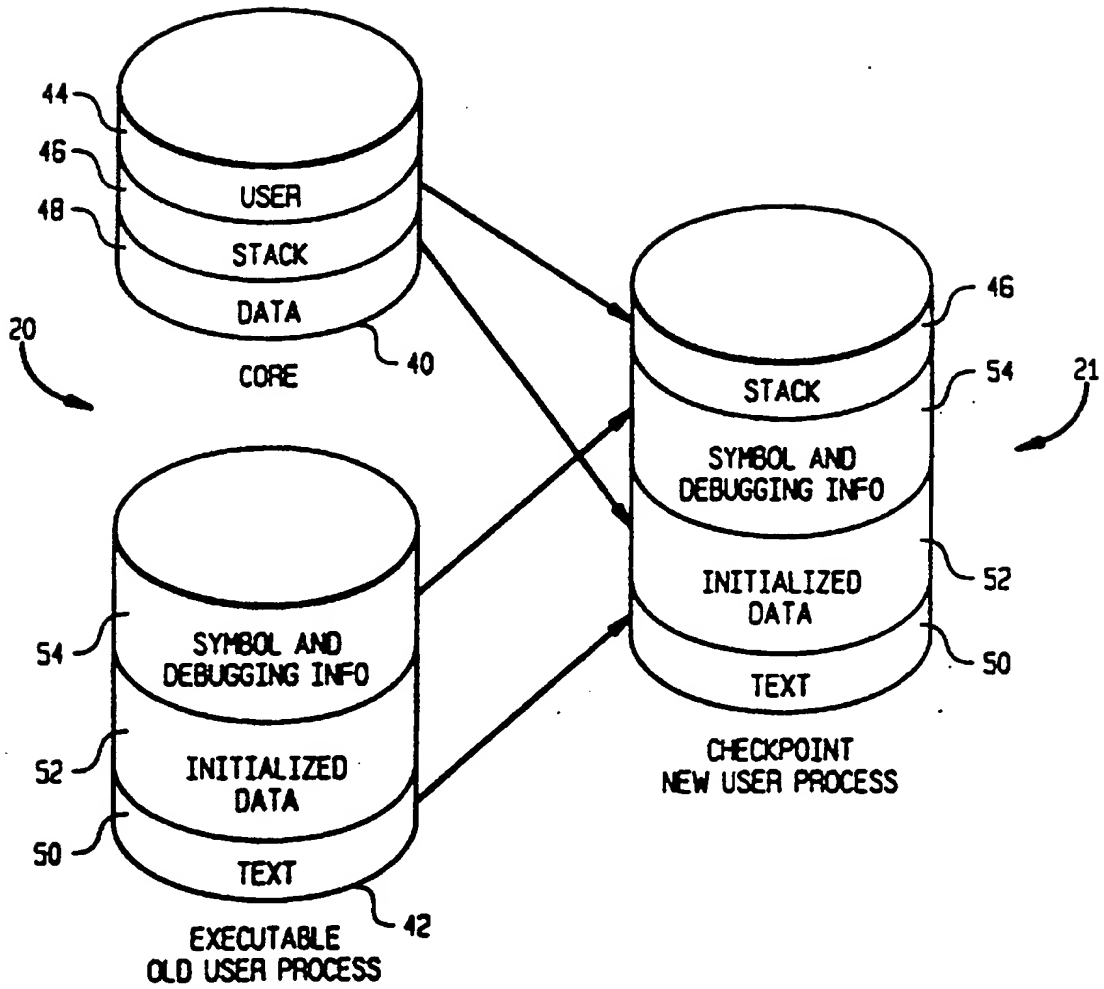 44
46
48
USER
STACK
DATA
40
CORE
20
46
54
21
STACK
SYMBOL AND
DEBUGGING INFO
52
INITIALIZED
DATA
50
TEXT
CHECKPOINT
NEW USER PROCESS
54
SYMBOL AND
DEBUGGING INFO
52
INITIALIZED
DATA
50
TEXT
42
EXECUTABLE
OLD USER PROCESS